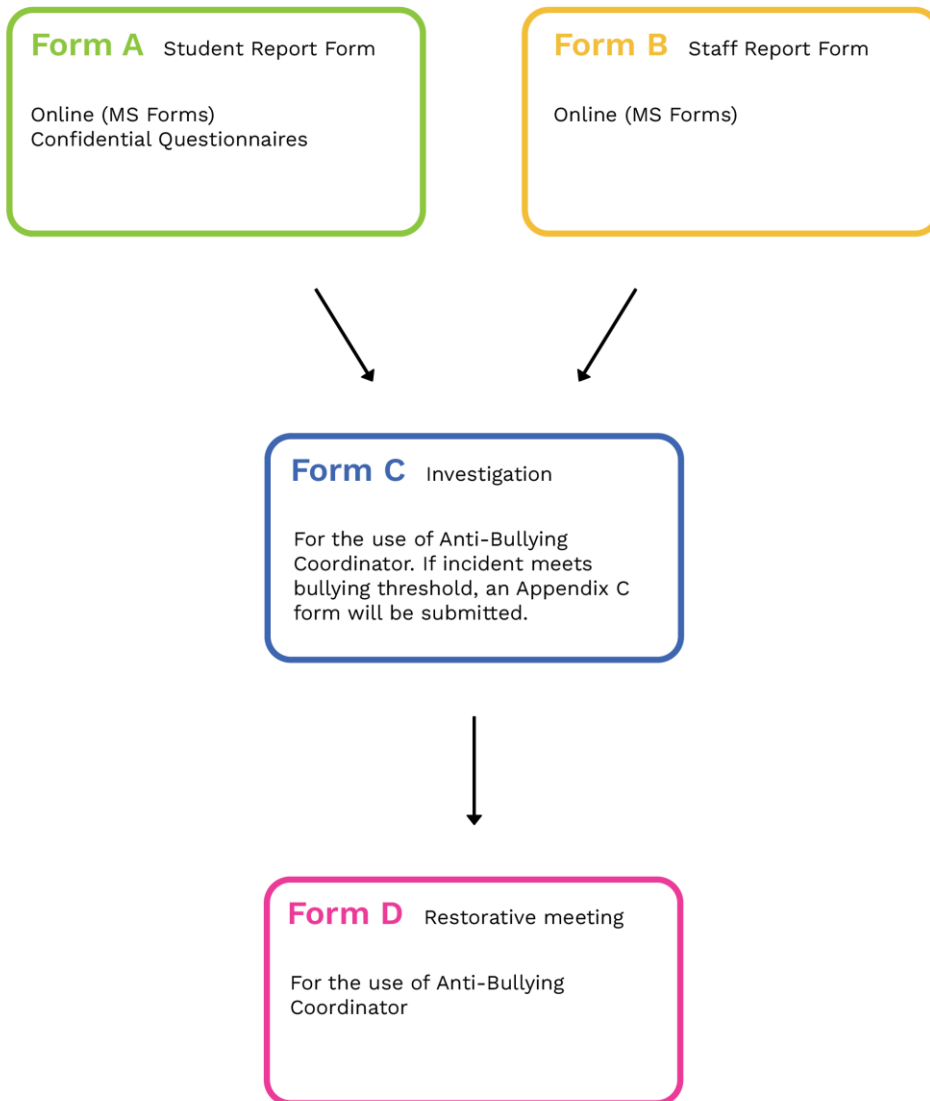 Form A Student Report Form
Online (MS Forms)
Confidential Questionnaires
Form B Staff Report Form
Online (MS Forms)
Form C Investigation
For the use of Anti-Bullying
Coordinator. If incident meets
bullying threshold, an Appendix C
form will be submitted.
Form D Restorative meeting
For the use of Anti-Bullying
Coordinator